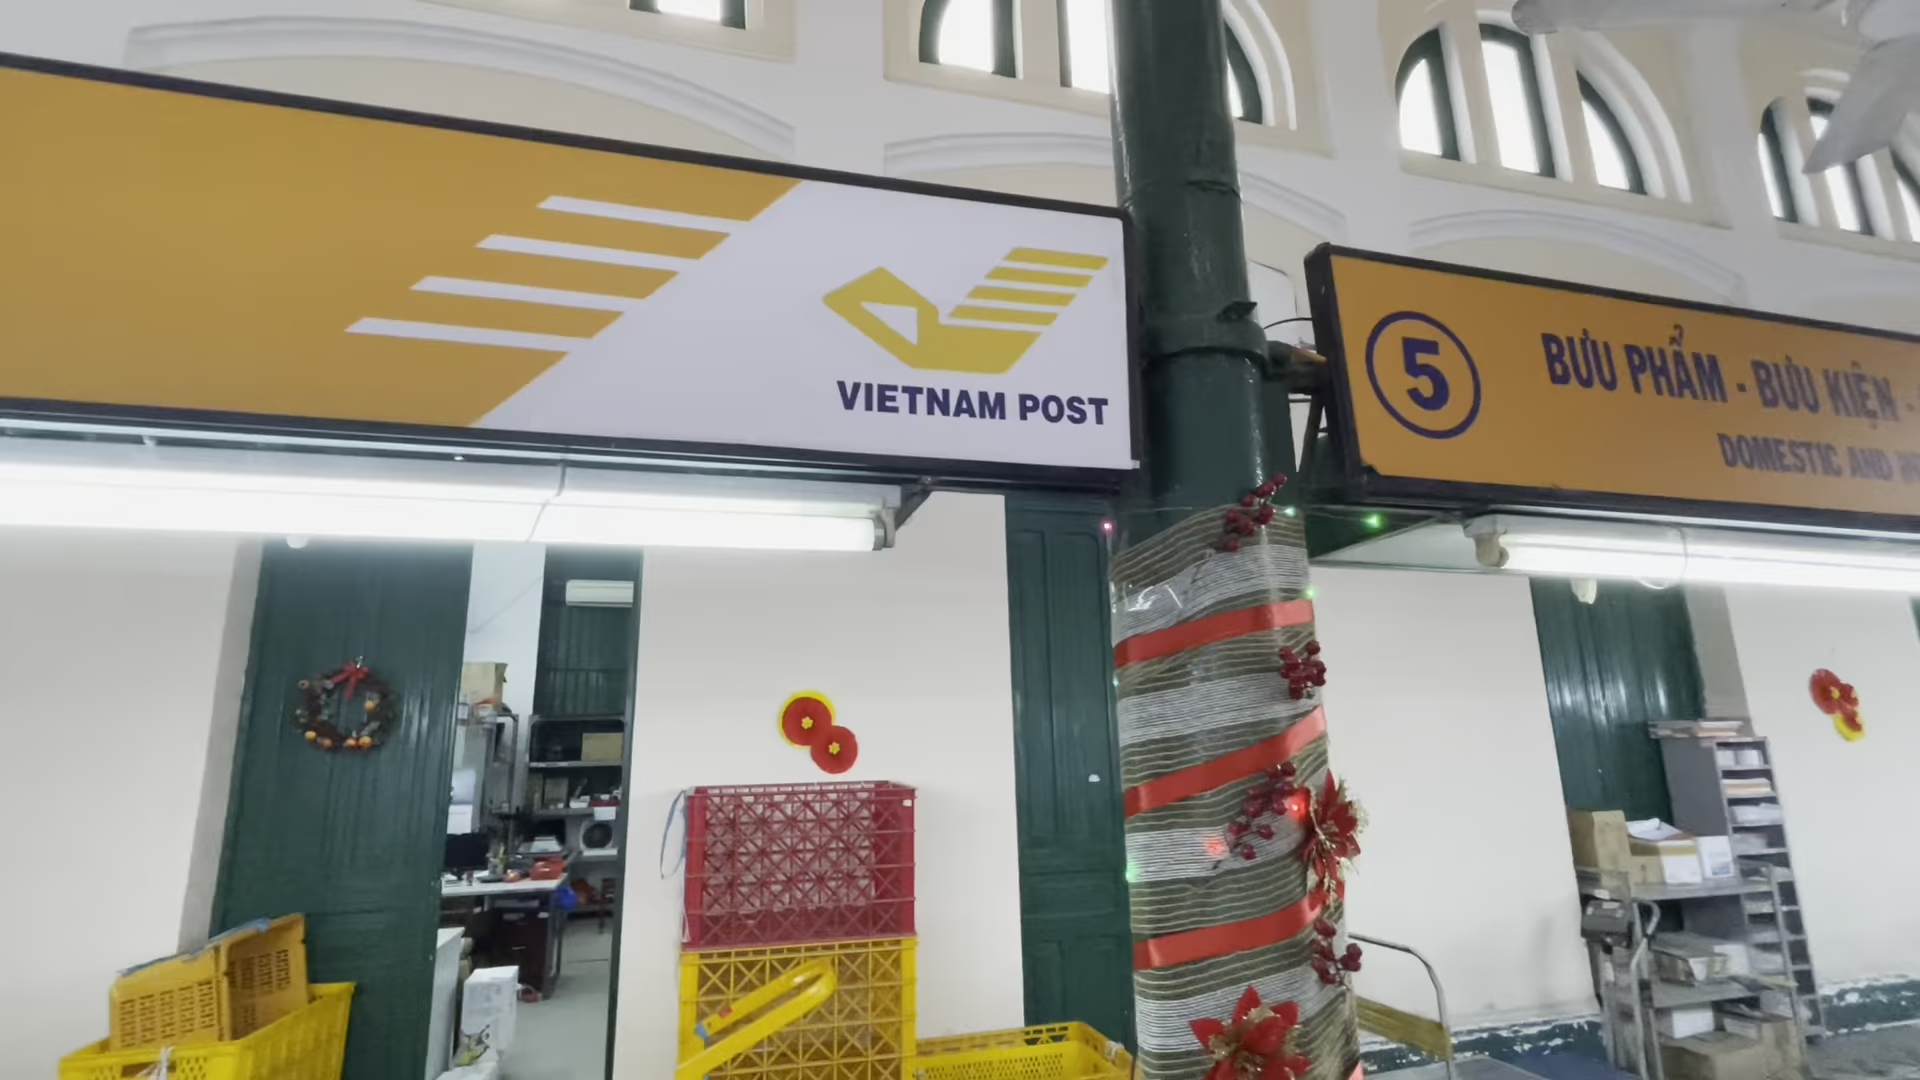 VIETNAM POST
5
BƯU PHẨM - BƯU KIỆN -
DOMESTIC AND